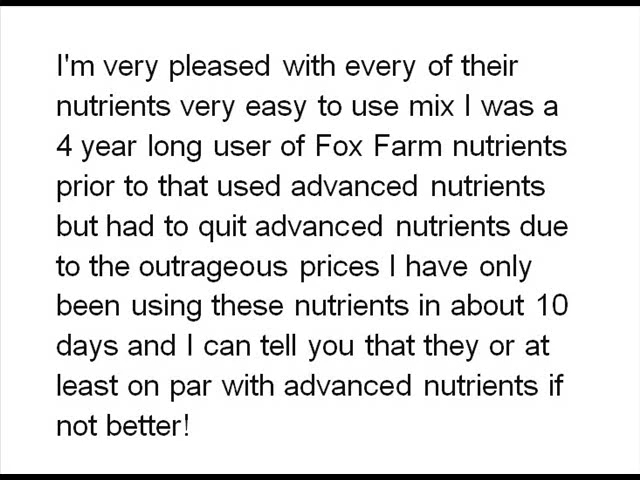 I'm very pleased with every of their
nutrients very easy to use mix I was a
4 year long user of Fox Farm nutrients
prior to that used advanced nutrients
but had to quit advanced nutrients due
to the outrageous prices I have only
been using these nutrients in about 10
days and I can tell you that they or at
least on par with advanced nutrients if
not better!